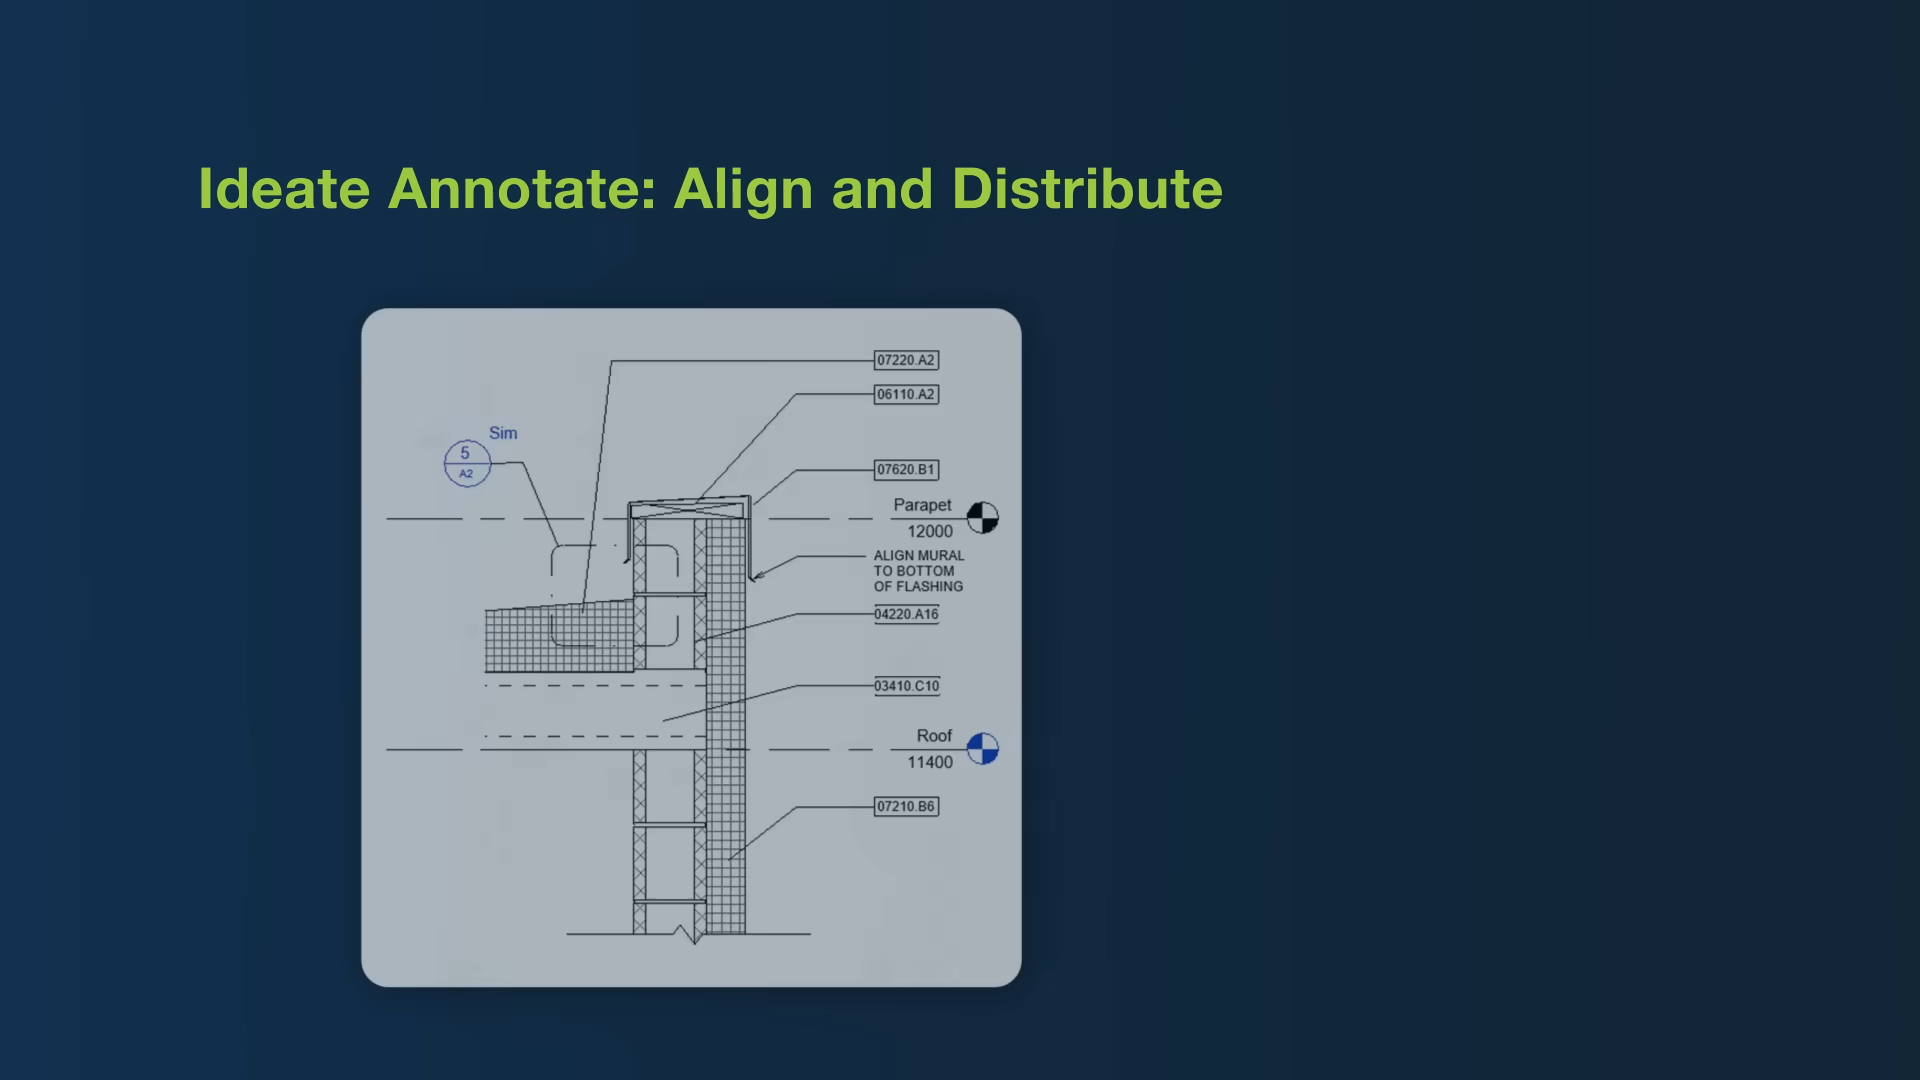 Ideate Annotate: Align and Distribute
07220.A2
06110.A2
Sim
5
A2
07620.B1
Parapet
12000
ALIGN MURAL
TO BOTTOM
OF FLASHING
04220.A16
03410.C10
Roof
11400
07210.B6